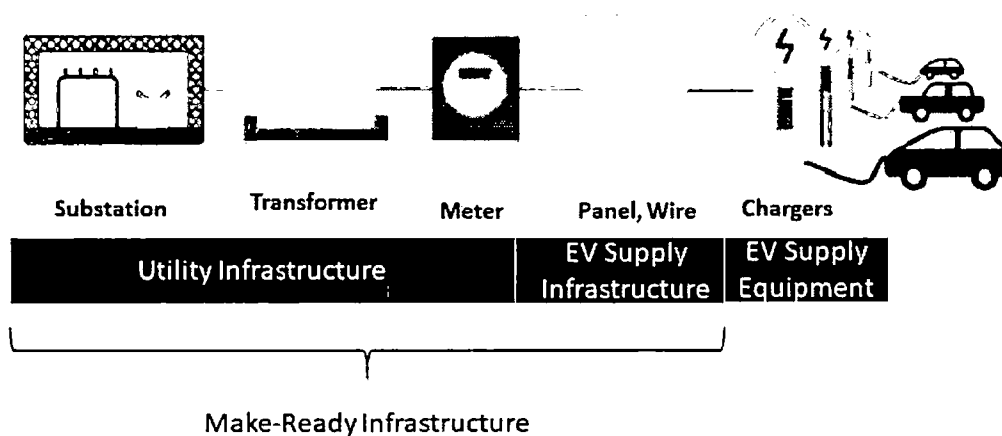 Substation
Transformer
Meter
Panel, Wire
Chargers
Utility Infrastructure
EV Supply
Infrastructure
EV Supply
Equipment
Make-Ready Infrastructure